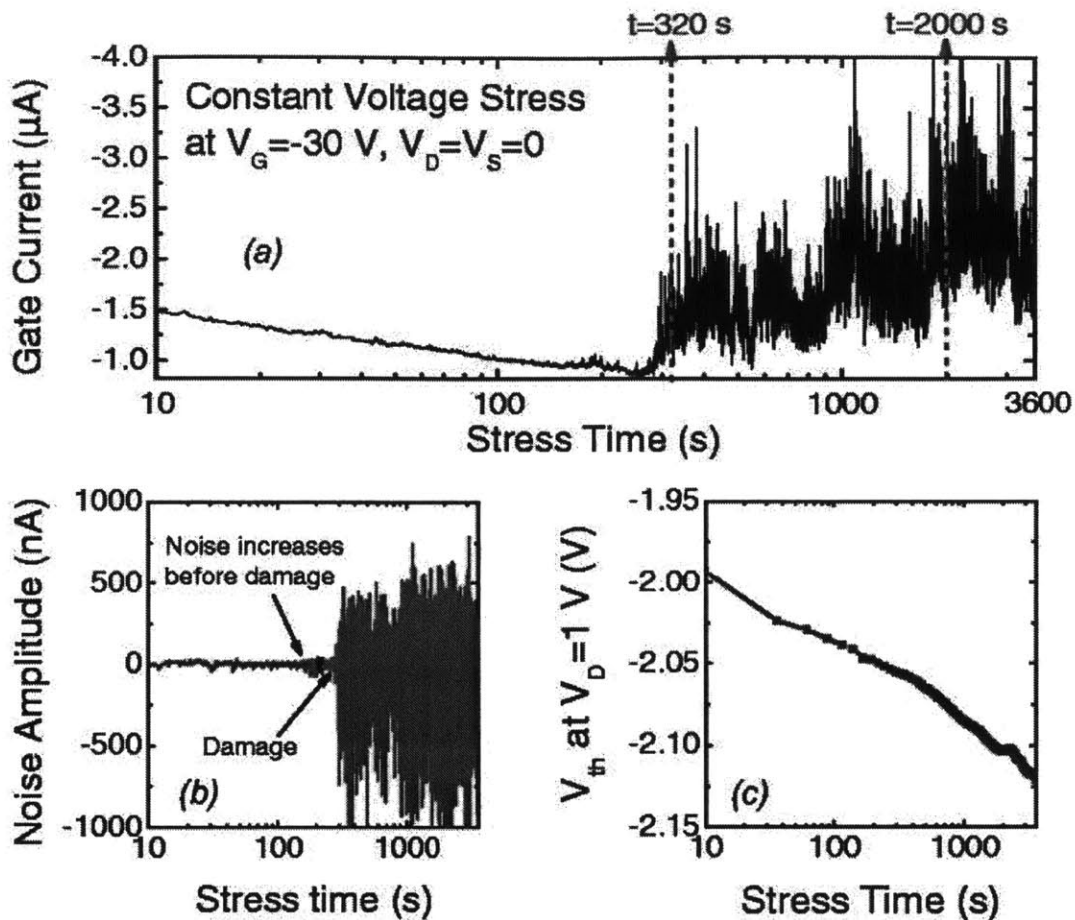 t=320 s t=2000 s
-4.0
-3.5
-3.0
-2.5
-2.0
-1.5
-1.0
Gate Current (µA)
Constant Voltage Stress
at V_G=-30 V, V_D=V_S=0
(a)
10 100 1000 3600
Stress Time (s)
1000
500
0
-500
-1000
Noise Amplitude (nA)
Noise increases
before damage
Damage
(b)
10 100 1000
Stress time (s)
-1.95
-2.00
-2.05
-2.10
-2.15
V_th at V_D=1 V (V)
(c)
10 100 1000
Stress Time (s)